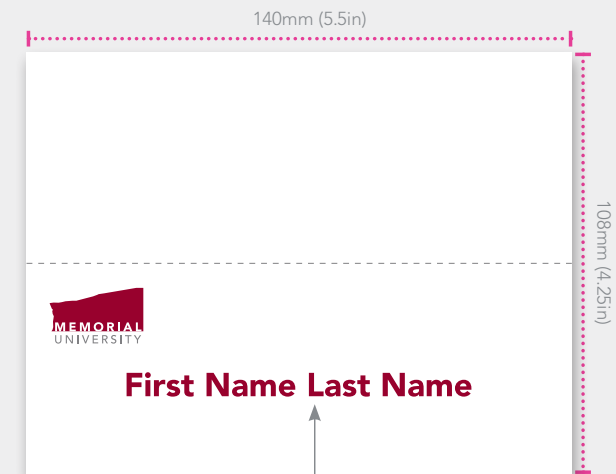 140mm (5.5in)
108mm (4.25in)
MEMORIAL
UNIVERSITY
First Name Last Name